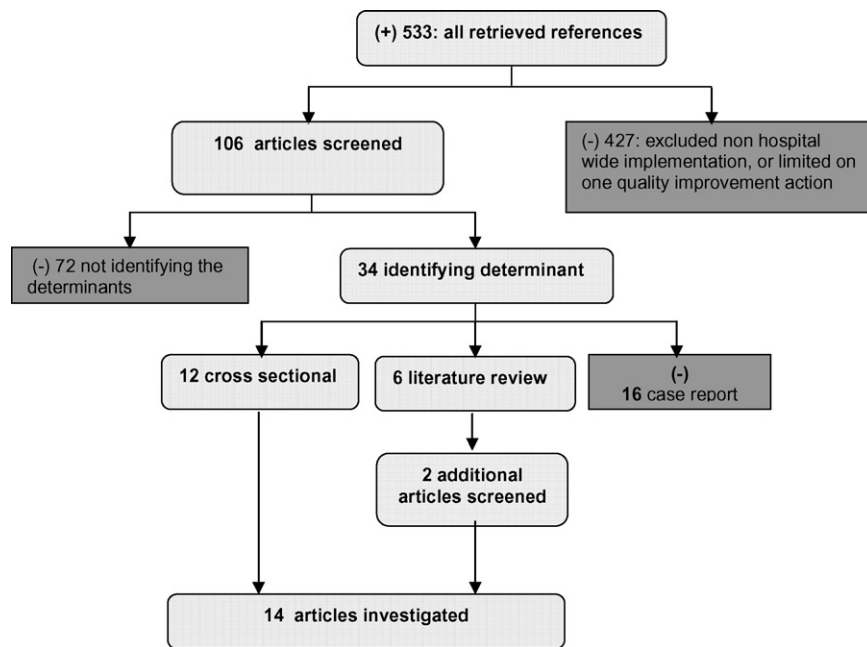 (+) 533: all retrieved references
106 articles screened
(-) 427: excluded non hospital
wide implementation, or limited on
one quality improvement action
(-) 72 not identifying the
determinants
34 identifying determinant
12 cross sectional
6 literature review
(-)
16 case report
2 additional
articles screened
14 articles investigated